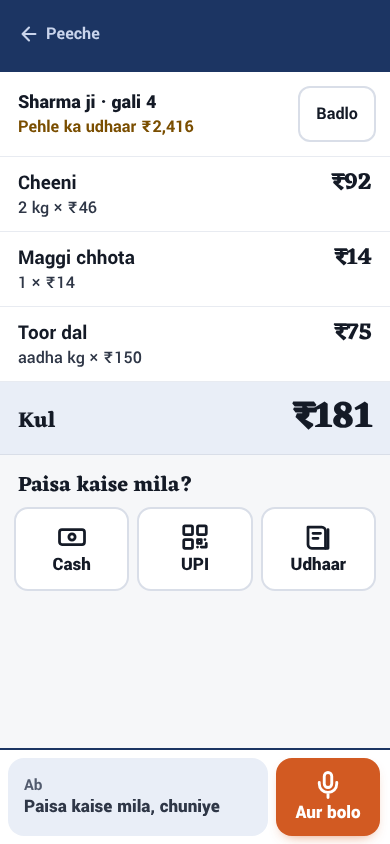 Peeche
Sharma ji · gali 4
Pehle ka udhaar ₹2,416
Badlo
Cheeni
₹92
2 kg × ₹46
Maggi chhota
₹14
1 × ₹14
Toor dal
₹75
aadha kg × ₹150
Kul
₹181
Paisa kaise mila?
Cash
UPI
Udhaar
Ab
Paisa kaise mila, chuniye
Aur bolo